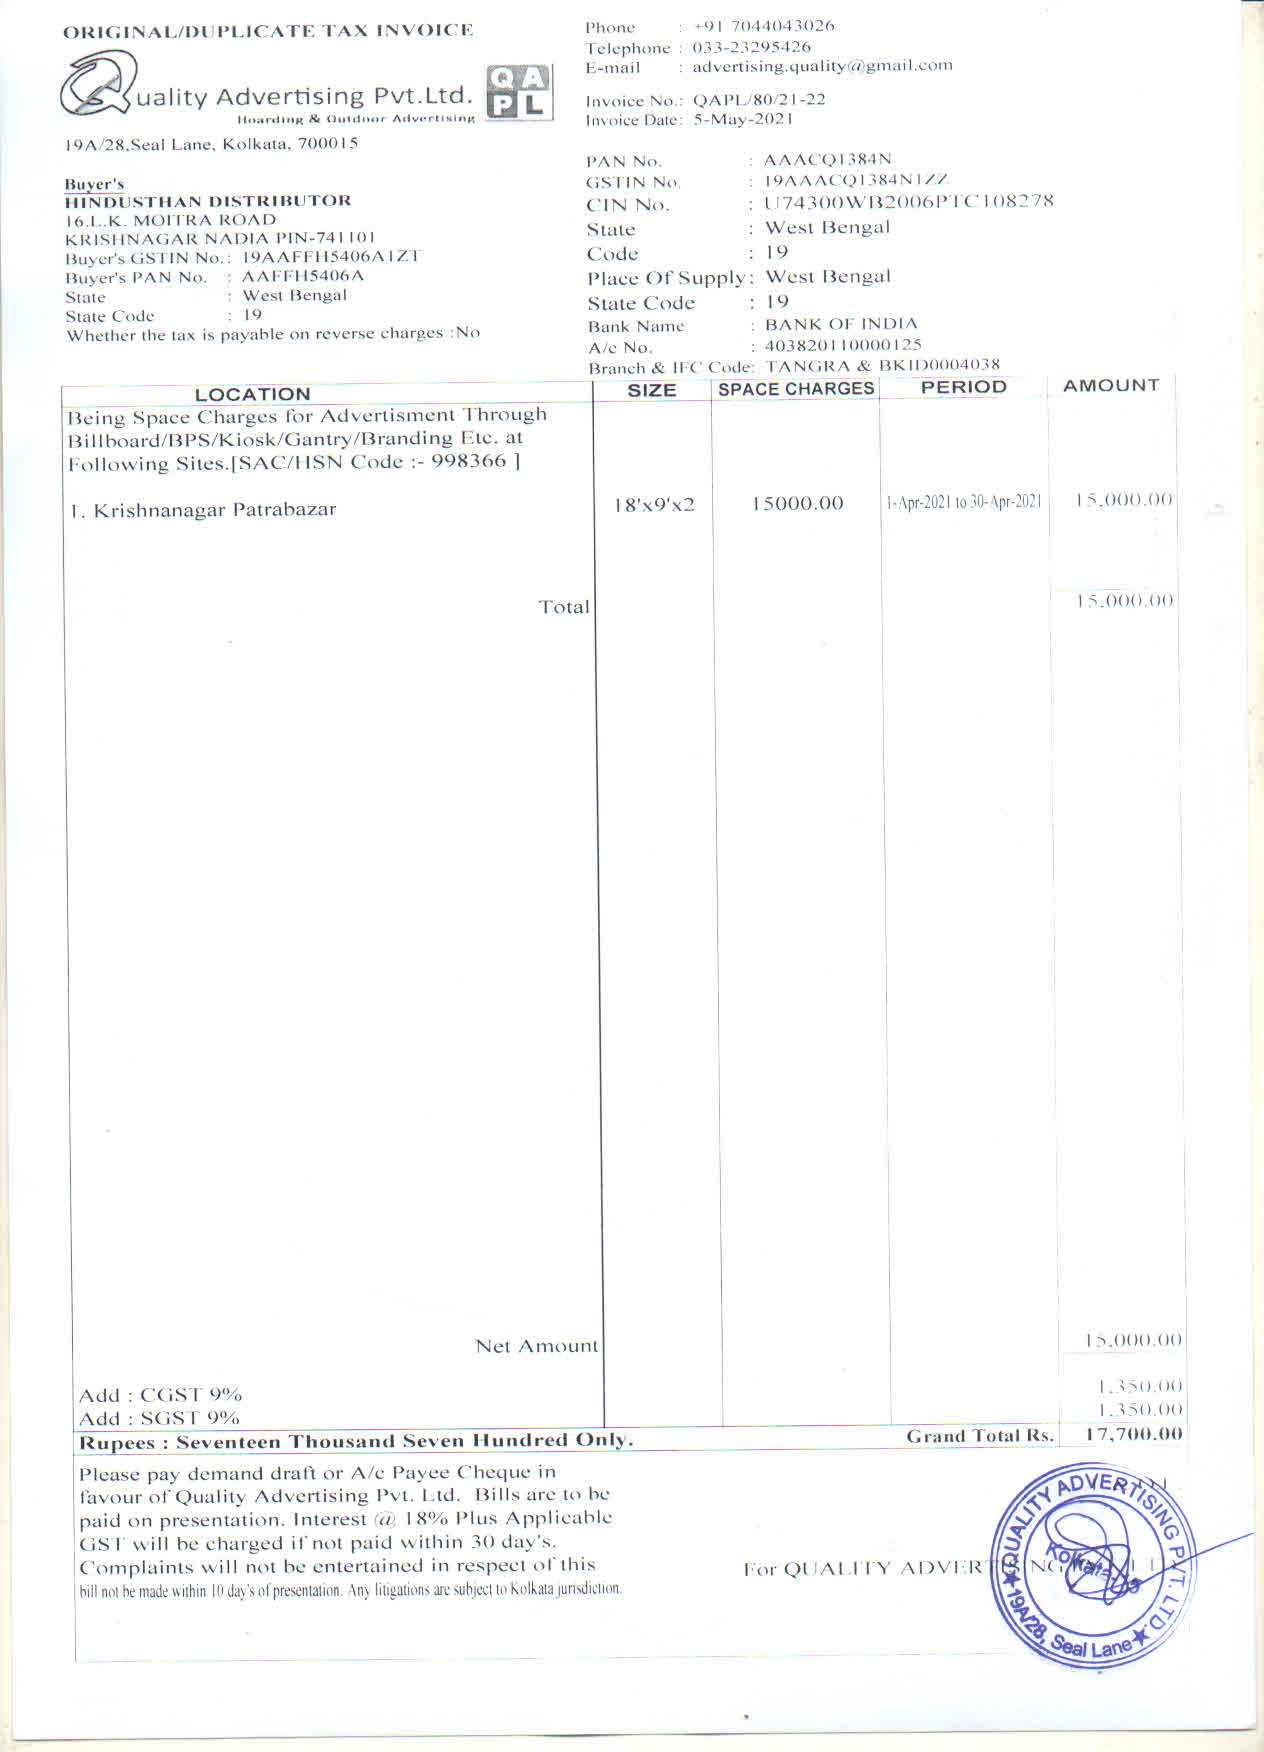 ORIGINAL/DUPLICATE TAX INVOICE
Quality Advertising Pvt.Ltd.
QA
PL
Hoarding & Outdoor Advertising
19A/28,Seal Lane, Kolkata, 700015
Phone : +91 7044043026
Telephone : 033-23295426
E-mail : advertising.quality@gmail.com
Invoice No.: QAPL/80/21-22
Invoice Date: 5-May-2021
Buyer's
HINDUSTHAN DISTRIBUTOR
16.L.K. MOITRA ROAD
KRISHNAGAR NADIA PIN-741101
Buyer's GSTIN No.: 19AAFFH5406A1ZT
Buyer's PAN No. : AAFFH5406A
State : West Bengal
State Code : 19
Whether the tax is payable on reverse charges :No
PAN No. : AAACQ1384N
GSTIN No. : 19AAACQ1384N1ZZ
CIN No. : U74300WB2006PTC108278
State : West Bengal
Code : 19
Place Of Supply: West Bengal
State Code : 19
Bank Name : BANK OF INDIA
A/c No. : 403820110000125
Branch & IFC Code: TANGRA & BKID0004038
LOCATION SIZE SPACE CHARGES PERIOD AMOUNT
Being Space Charges for Advertisment Through
Billboard/BPS/Kiosk/Gantry/Branding Etc. at
Following Sites.[SAC/HSN Code :- 998366 ]
1. Krishnanagar Patrabazar 18'x9'x2 15000.00 1-Apr-2021 to 30-Apr-2021 15,000.00
Total 15,000.00
Net Amount 15,000.00
Add : CGST 9% 1,350.00
Add : SGST 9% 1,350.00
Rupees : Seventeen Thousand Seven Hundred Only. Grand Total Rs. 17,700.00
Please pay demand draft or A/c Payee Cheque in
favour of Quality Advertising Pvt. Ltd. Bills are to be
paid on presentation. Interest @ 18% Plus Applicable
GST will be charged if not paid within 30 day's.
Complaints will not be entertained in respect of this
bill not be made within 10 day's of presentation. Any litigations are subject to Kolkata jurisdiction.
For QUALITY ADVERTISING
QUALITY ADVERTISING PVT. LTD.
19A/28, Seal Lane